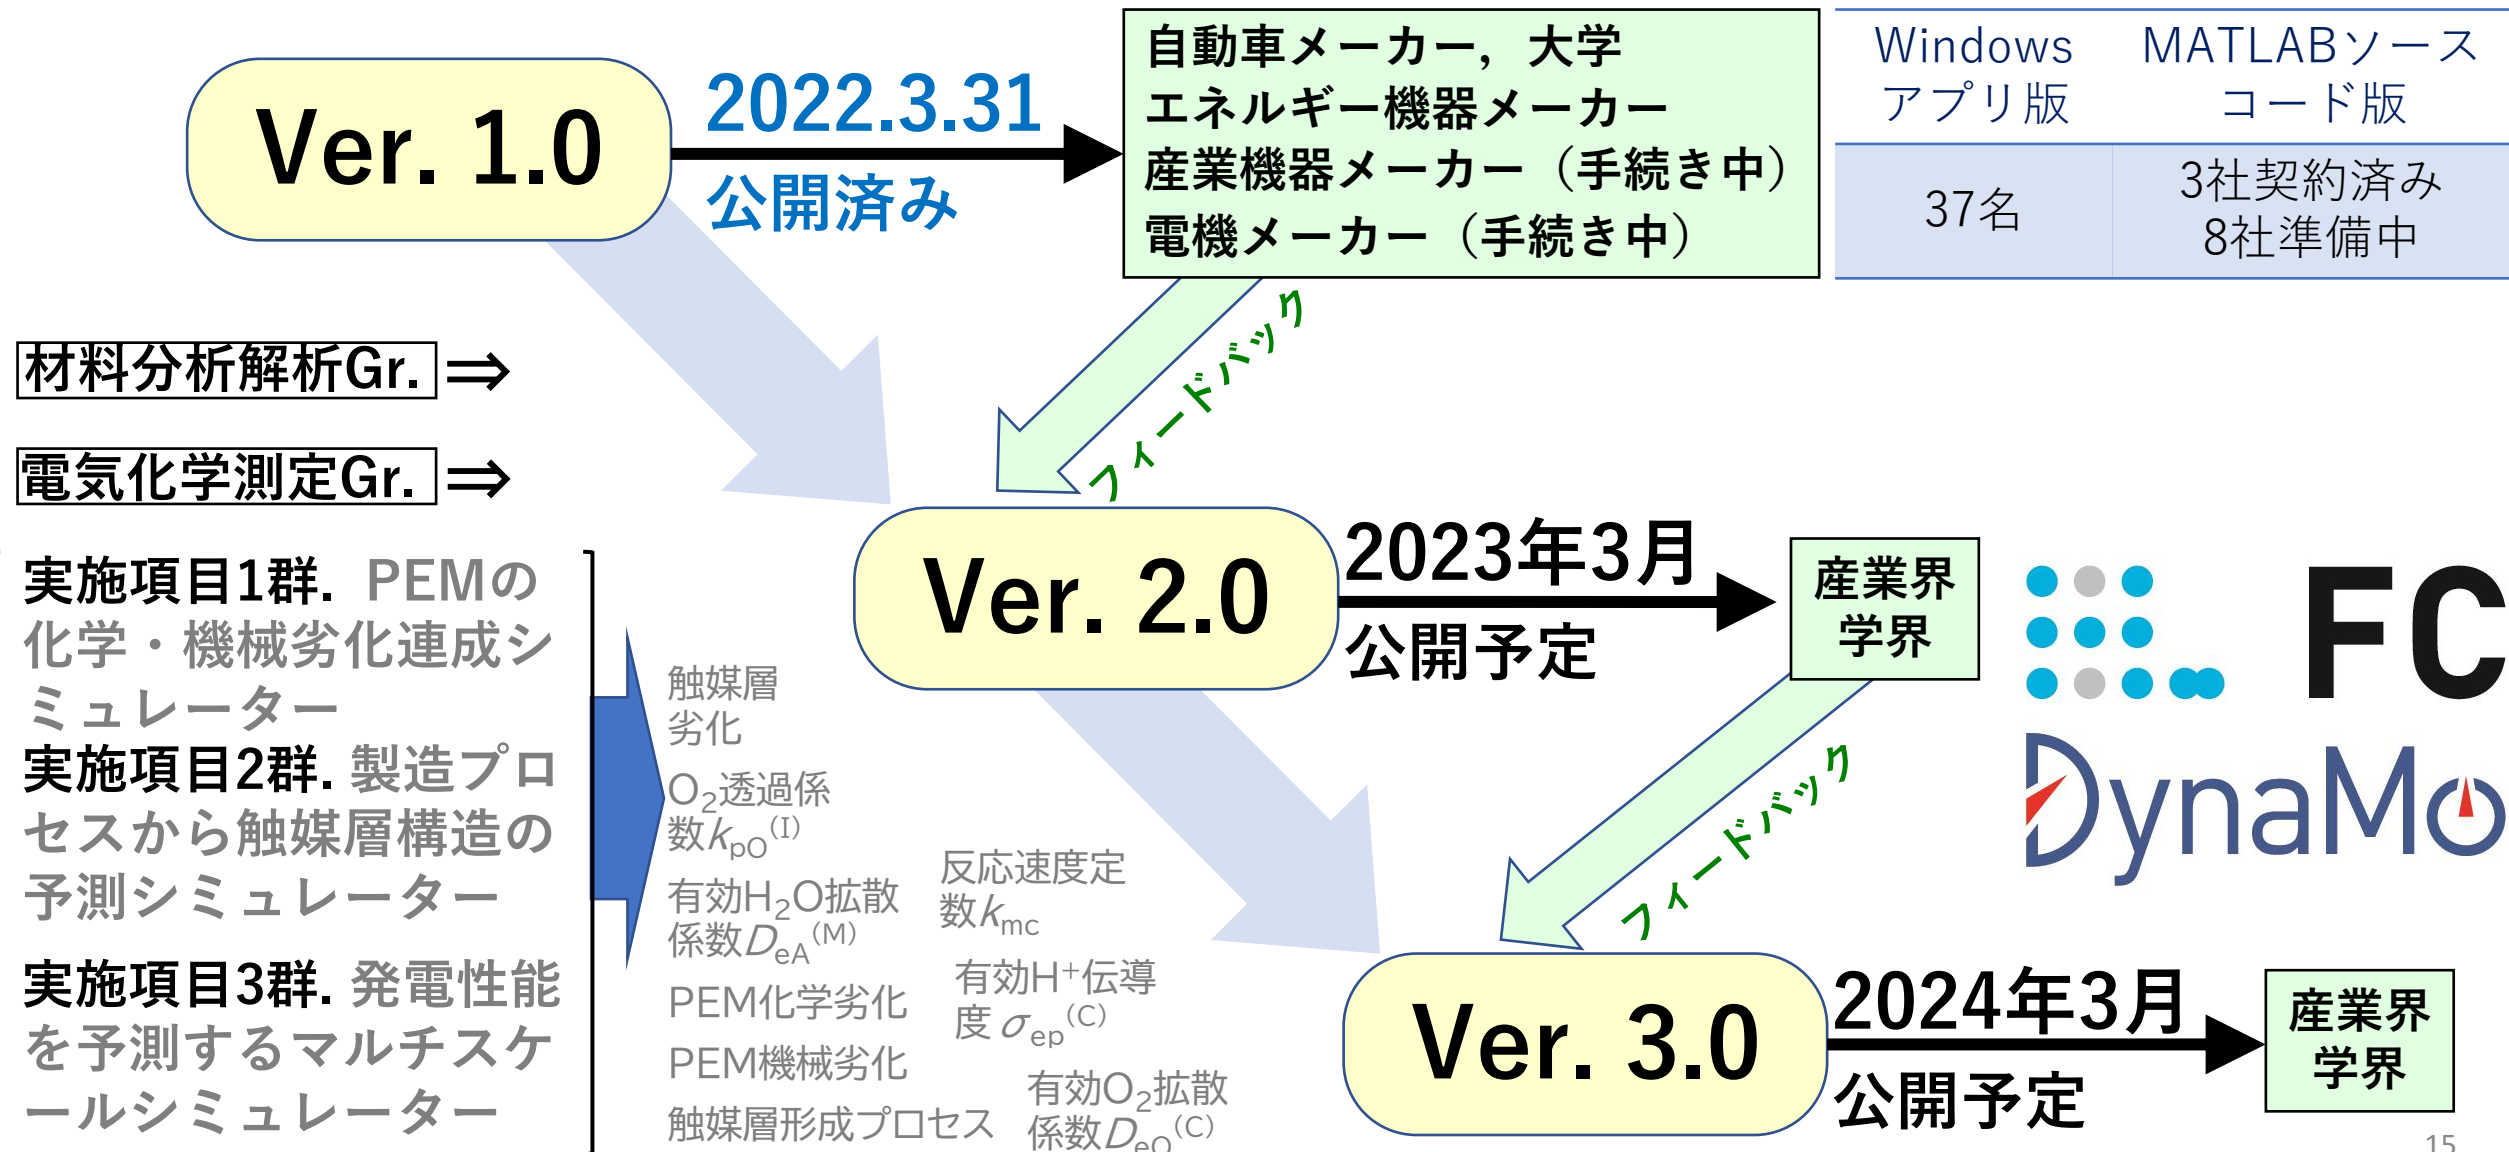 Ver. 1.0
2022.3.31
公開済み
自動車メーカー，大学
エネルギー機器メーカー
産業機器メーカー（手続き中）
電機メーカー（手続き中）
Windows
アプリ版
MATLABソース
コード版
37名
3社契約済み
8社準備中
フィードバック
材料分析解析Gr. ⇒
電気化学測定Gr. ⇒
Ver. 2.0
2023年3月
公開予定
産業界
学界
FC
DynaMo
実施項目1群. PEMの
化学・機械劣化連成シ
ミュレーター
実施項目2群. 製造プロ
セスから触媒層構造の
予測シミュレーター
実施項目3群. 発電性能
を予測するマルチスケ
ールシミュレーター
触媒層
劣化
O2透過係
数kpO(I)
有効H2O拡散
係数DeA(M)
PEM化学劣化
PEM機械劣化
触媒層形成プロセス
反応速度定
数kmc
有効H+伝導
度σep(C)
有効O2拡散
係数DeO(C)
フィードバック
Ver. 3.0
2024年3月
公開予定
産業界
学界
15